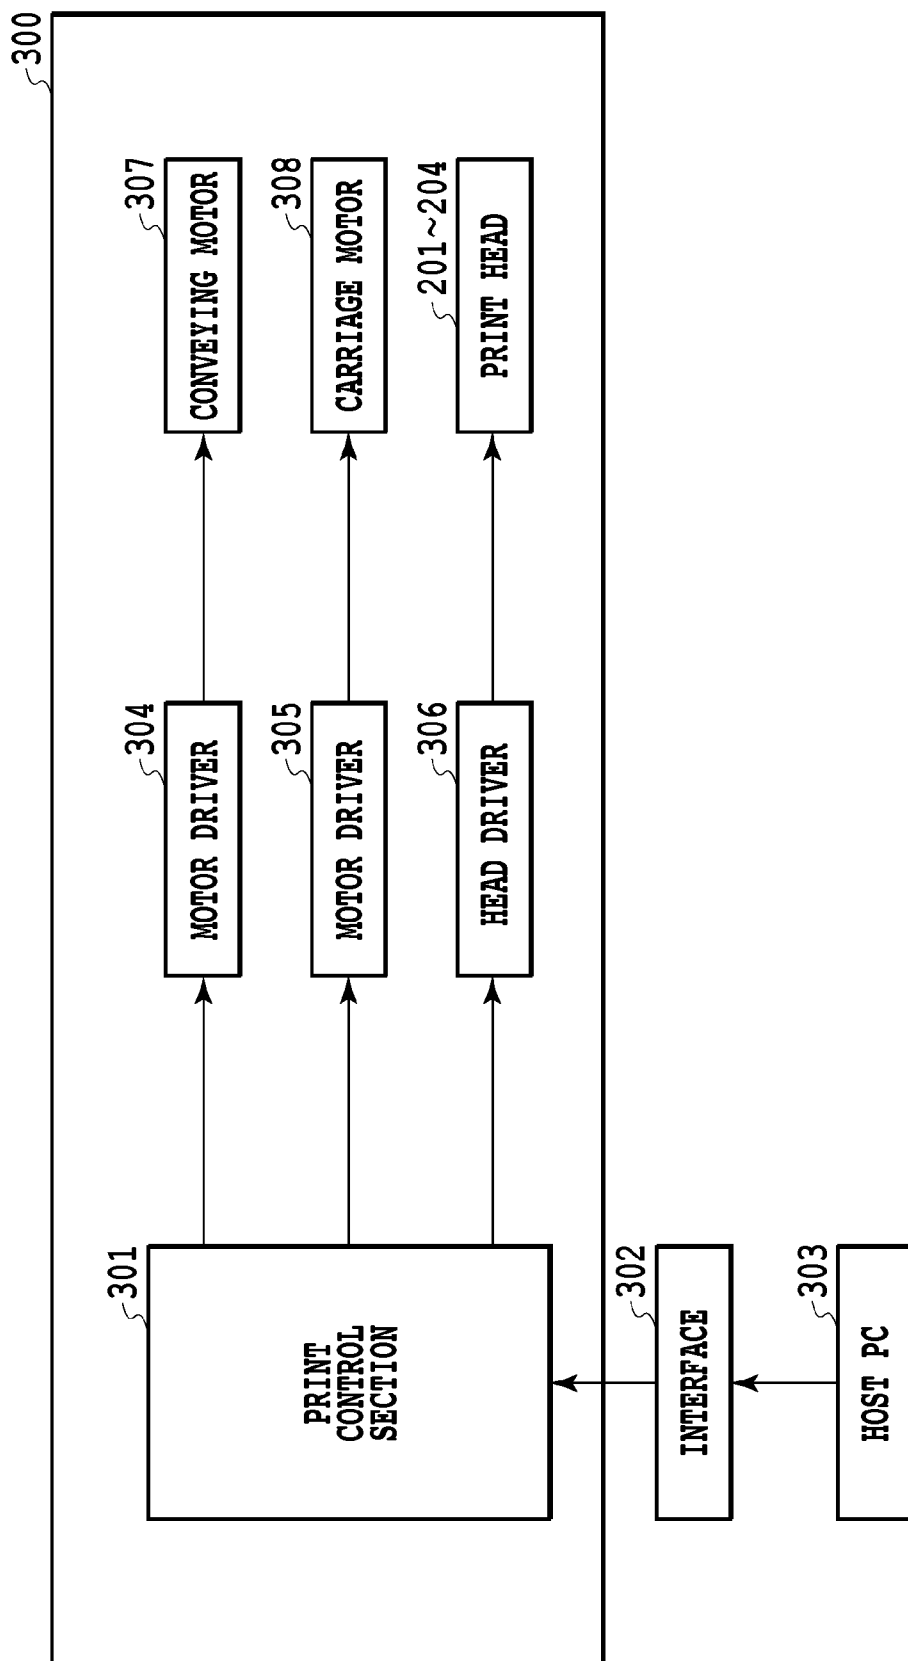 300
301
304
307
MOTOR DRIVER
CONVEYING MOTOR
305
308
PRINT
CONTROL
SECTION
MOTOR DRIVER
CARRIAGE MOTOR
306
201~204
HEAD DRIVER
PRINT HEAD
302
INTERFACE
303
HOST PC